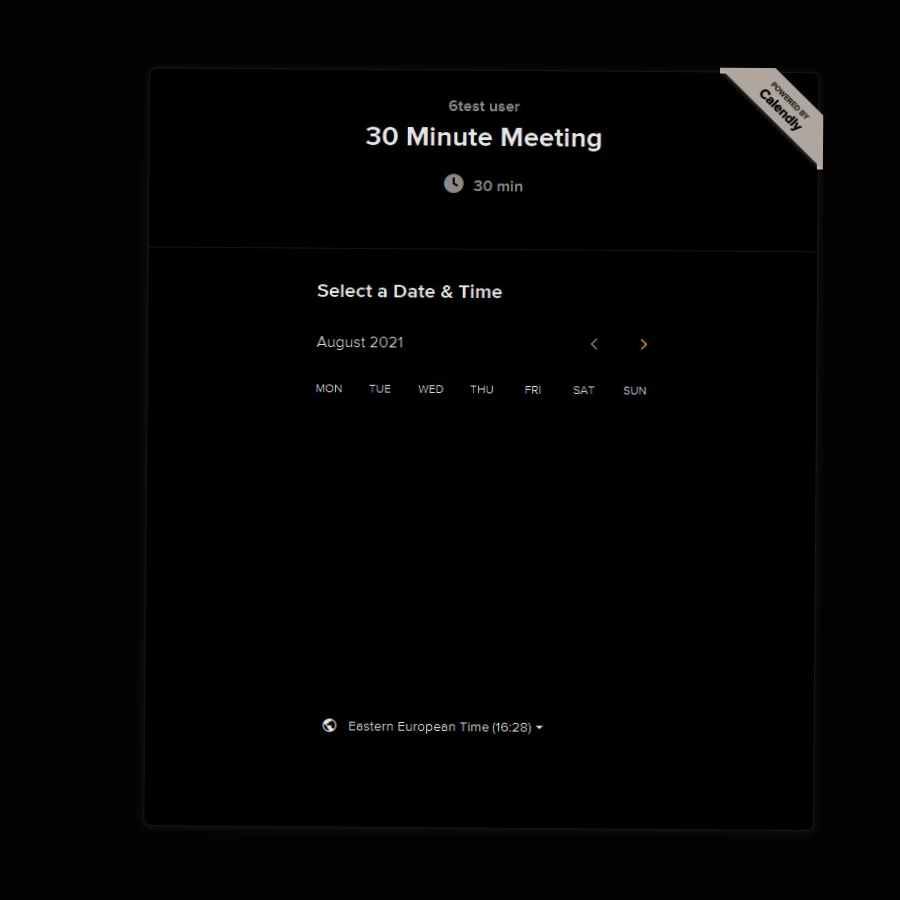 POWERED BY
Calendly
6test user
30 Minute Meeting
30 min
Select a Date & Time
August 2021
MON TUE WED THU FRI SAT SUN
Eastern European Time (16:28)